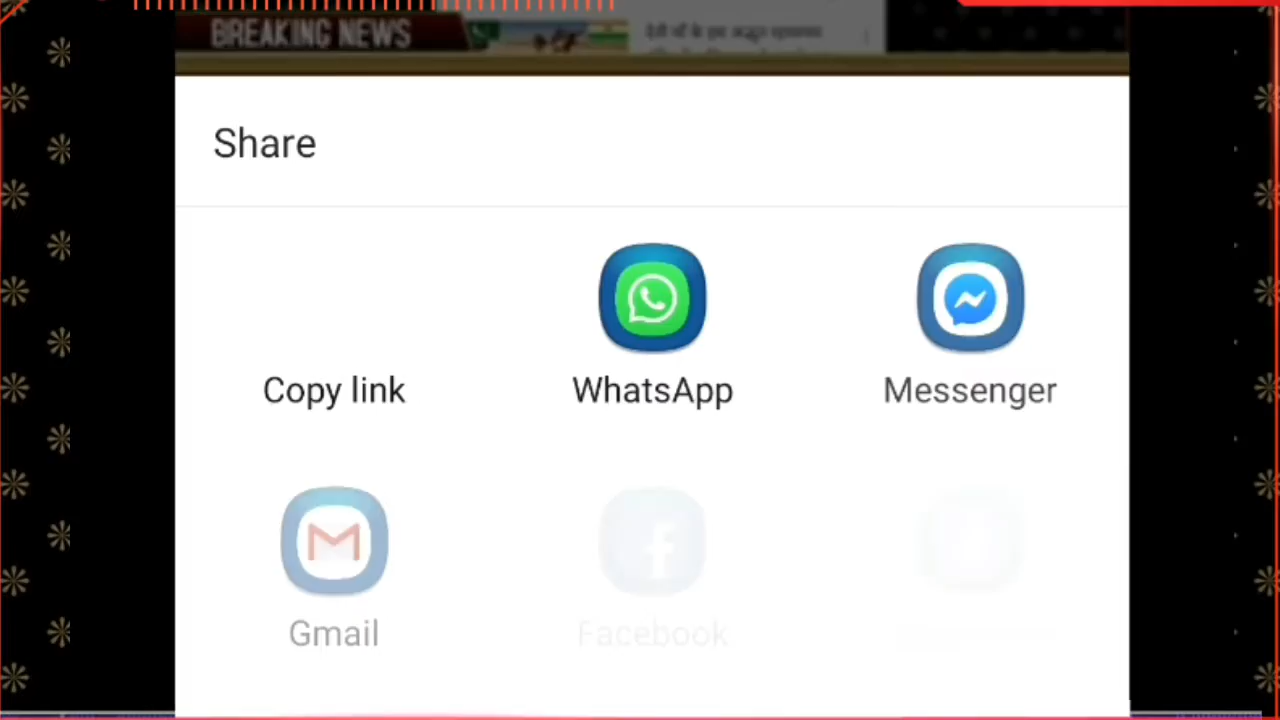 BREAKING NEWS
Share
Copy link
WhatsApp
Messenger
Gmail
Facebook